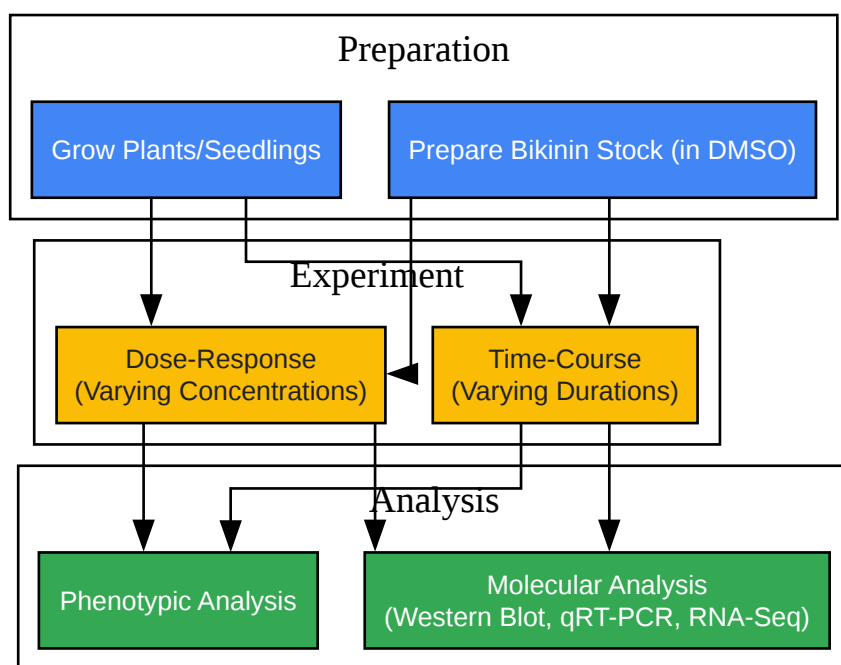 Preparation
Grow Plants/Seedlings
Prepare Bikinin Stock (in DMSO)
Experiment
Dose-Response
(Varying Concentrations)
Time-Course
(Varying Durations)
Analysis
Phenotypic Analysis
Molecular Analysis
(Western Blot, qRT-PCR, RNA-Seq)